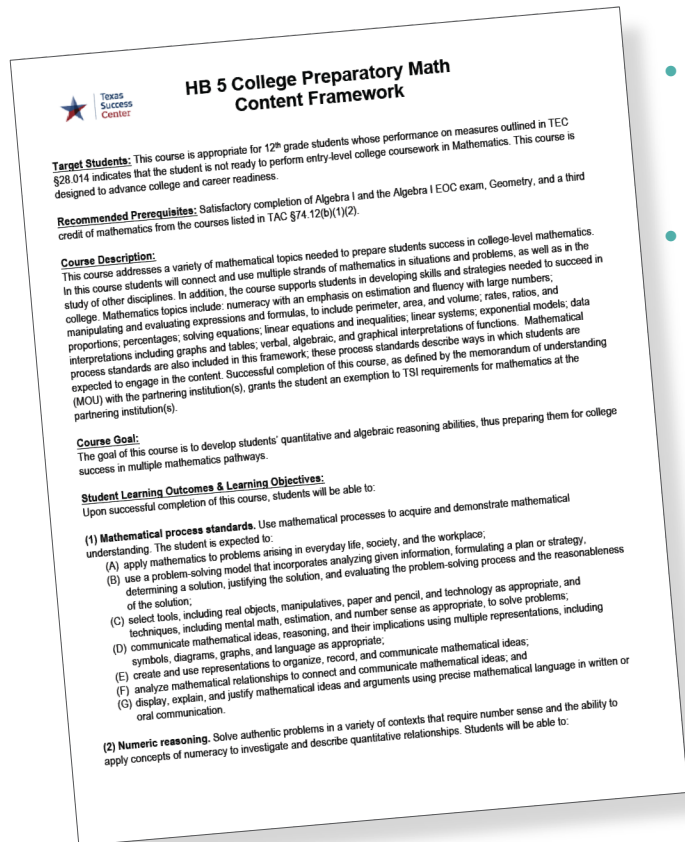 Texas
Success
Center
HB 5 College Preparatory Math
Content Framework
Target Students: This course is appropriate for 12th grade students whose performance on measures outlined in TEC
§28.014 indicates that the student is not ready to perform entry-level college coursework in Mathematics. This course is
designed to advance college and career readiness.
Recommended Prerequisites: Satisfactory completion of Algebra I and the Algebra I EOC exam, Geometry, and a third
credit of mathematics from the courses listed in TAC §74.12(b)(1)(2).
Course Description:
This course addresses a variety of mathematical topics needed to prepare students success in college-level mathematics.
In this course students will connect and use multiple strands of mathematics in situations and problems, as well as in the
study of other disciplines. In addition, the course supports students in developing skills and strategies needed to succeed in
college. Mathematics topics include: numeracy with an emphasis on estimation and fluency with large numbers;
manipulating and evaluating expressions and formulas, to include perimeter, area, and volume; rates, ratios, and
proportions; percentages; solving equations; linear equations and inequalities; linear systems; exponential models; data
interpretations including graphs and tables; verbal, algebraic, and graphical interpretations of functions. Mathematical
process standards are also included in this framework; these process standards describe ways in which students are
expected to engage in the content. Successful completion of this course, as defined by the memorandum of understanding
(MOU) with the partnering institution(s), grants the student an exemption to TSI requirements for mathematics at the
partnering institution(s).
Course Goal:
The goal of this course is to develop students' quantitative and algebraic reasoning abilities, thus preparing them for college
success in multiple mathematics pathways.
Student Learning Outcomes & Learning Objectives:
Upon successful completion of this course, students will be able to:
(1) Mathematical process standards. Use mathematical processes to acquire and demonstrate mathematical
understanding. The student is expected to:
(A) apply mathematics to problems arising in everyday life, society, and the workplace;
(B) use a problem-solving model that incorporates analyzing given information, formulating a plan or strategy,
determining a solution, justifying the solution, and evaluating the problem-solving process and the reasonableness
of the solution;
(C) select tools, including real objects, manipulatives, paper and pencil, and technology as appropriate, and
techniques, including mental math, estimation, and number sense as appropriate, to solve problems;
(D) communicate mathematical ideas, reasoning, and their implications using multiple representations, including
symbols, diagrams, graphs, and language as appropriate;
(E) create and use representations to organize, record, and communicate mathematical ideas;
(F) analyze mathematical relationships to connect and communicate mathematical ideas; and
(G) display, explain, and justify mathematical ideas and arguments using precise mathematical language in written or
oral communication.
(2) Numeric reasoning. Solve authentic problems in a variety of contexts that require number sense and the ability to
apply concepts of numeracy to investigate and describe quantitative relationships. Students will be able to: